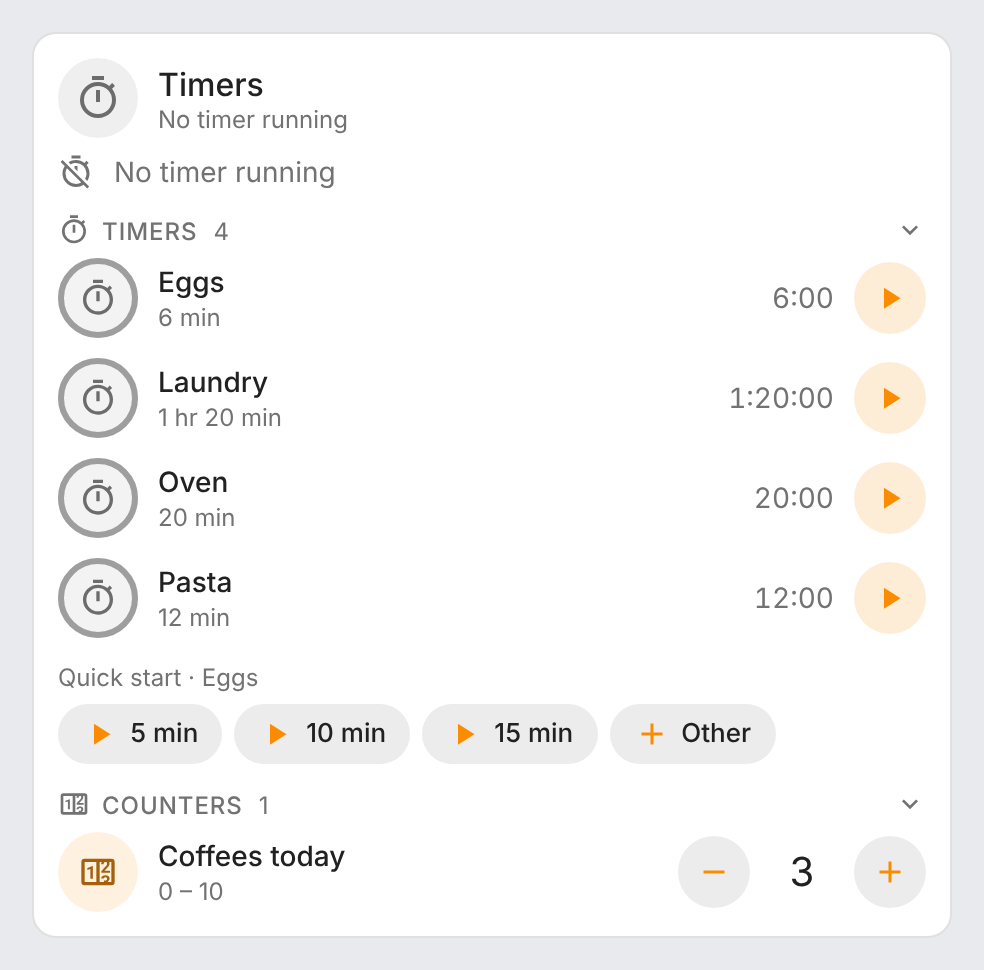 Timers
No timer running
No timer running
TIMERS 4
Eggs
6 min
6:00
Laundry
1 hr 20 min
1:20:00
Oven
20 min
20:00
Pasta
12 min
12:00
Quick start · Eggs
5 min
10 min
15 min
Other
COUNTERS 1
Coffees today
0 – 10
3